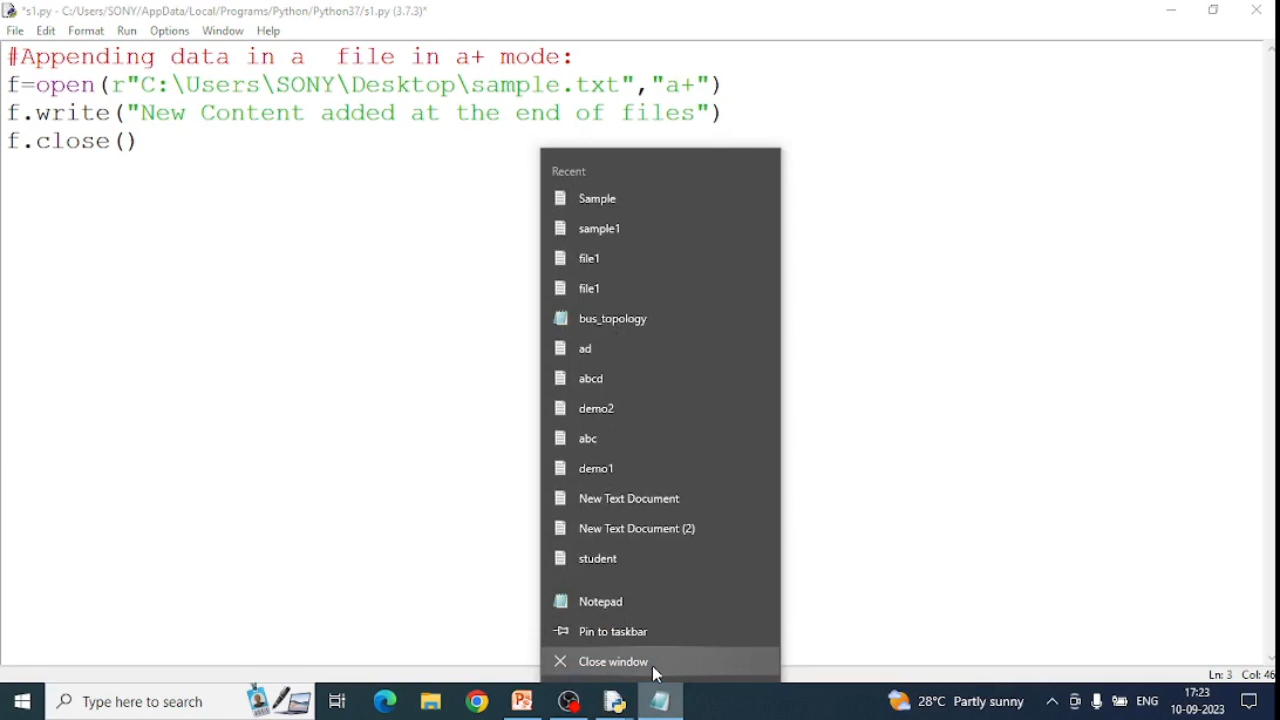 *s1.py - C:/Users/SONY/AppData/Local/Programs/Python/Python37/s1.py (3.7.3)*
File Edit Format Run Options Window Help
#Appending data in a  file in a+ mode:
f=open(r"C:\Users\SONY\Desktop\sample.txt","a+")
f.write("New Content added at the end of files")
f.close()
Recent
Sample
sample1
file1
file1
bus_topology
ad
abcd
demo2
abc
demo1
New Text Document
New Text Document (2)
student
Notepad
Pin to taskbar
Close window
Ln: 3 Col: 46
Type here to search
28°C Partly sunny
ENG
17:23
10-09-2023